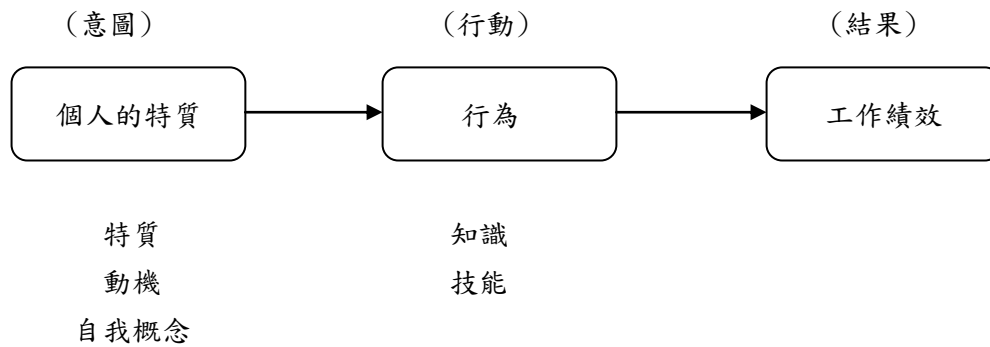 （意圖） （行動） （結果）
個人的特質 行為 工作績效
特質 知識
動機 技能
自我概念